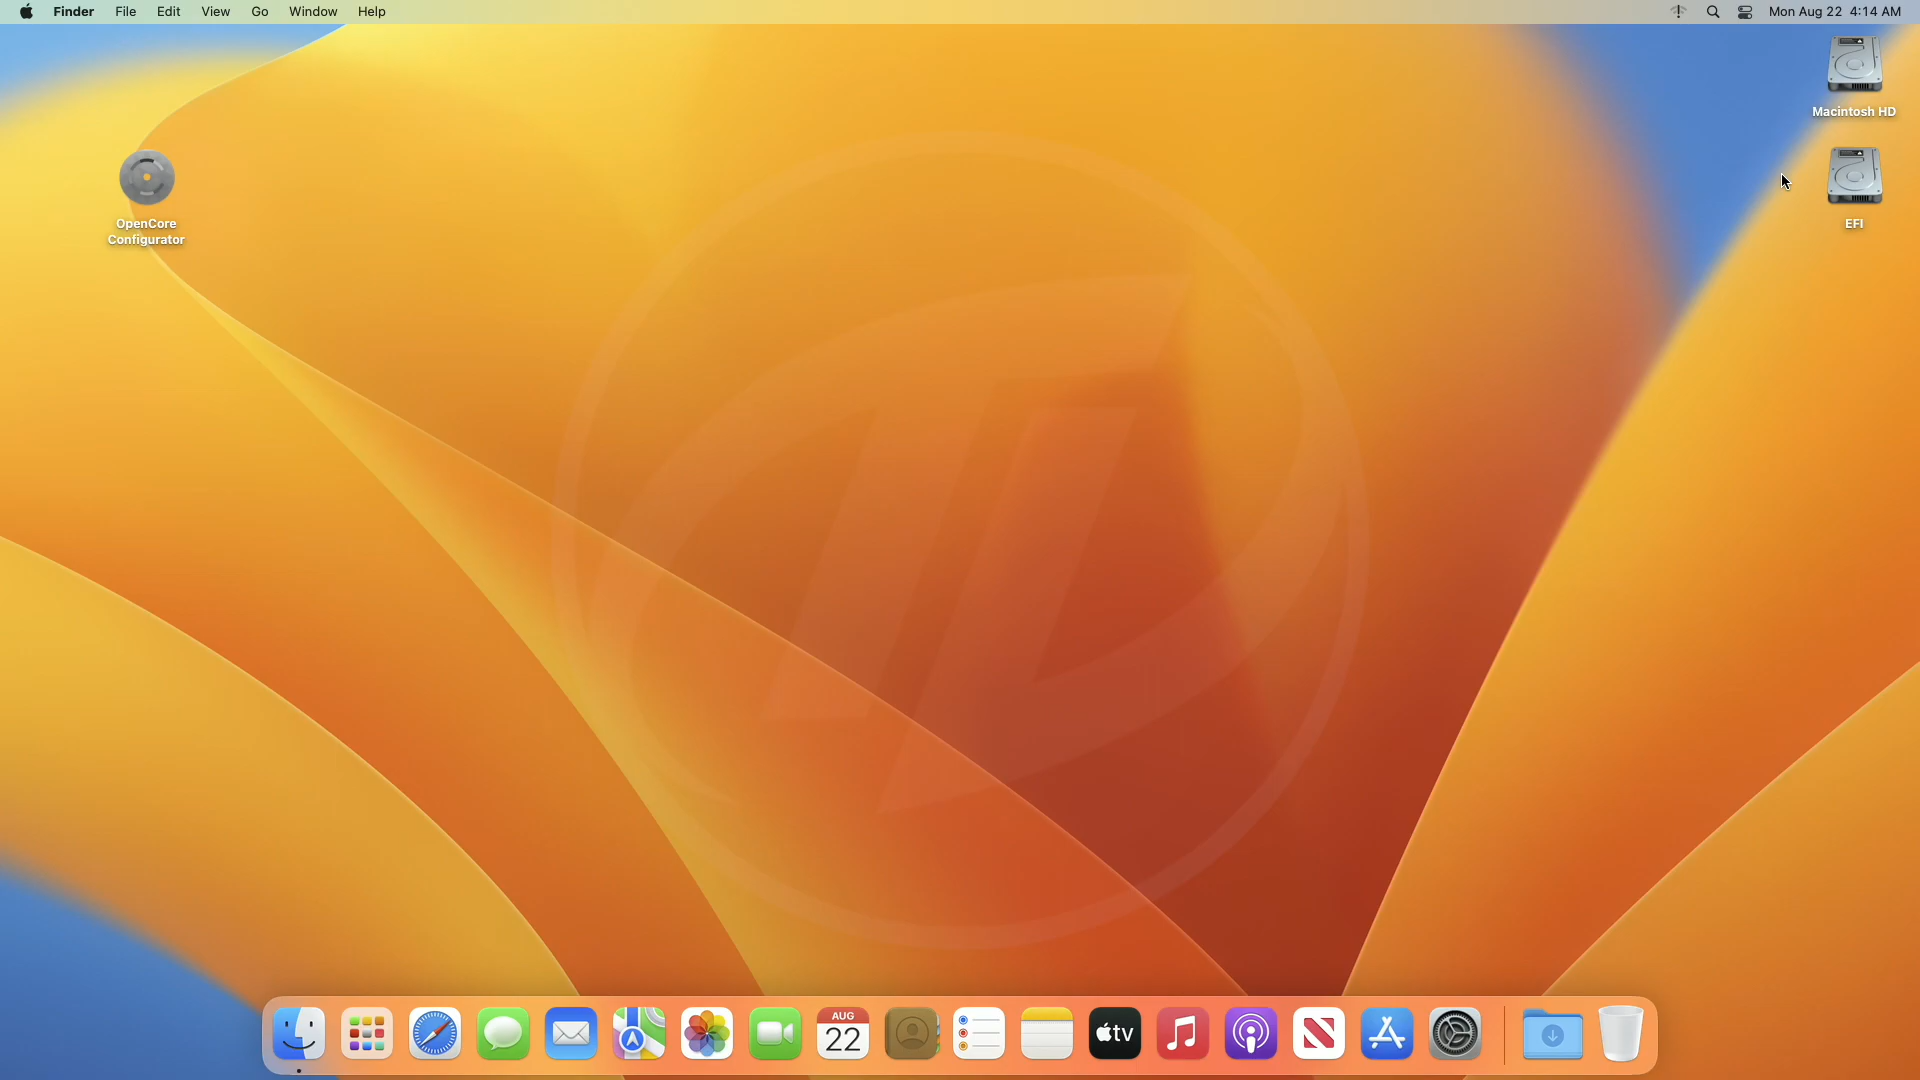 Finder File Edit View Go Window Help Mon Aug 22 4:14 AM
Macintosh HD
EFI
OpenCore
Configurator
AUG
22
tv